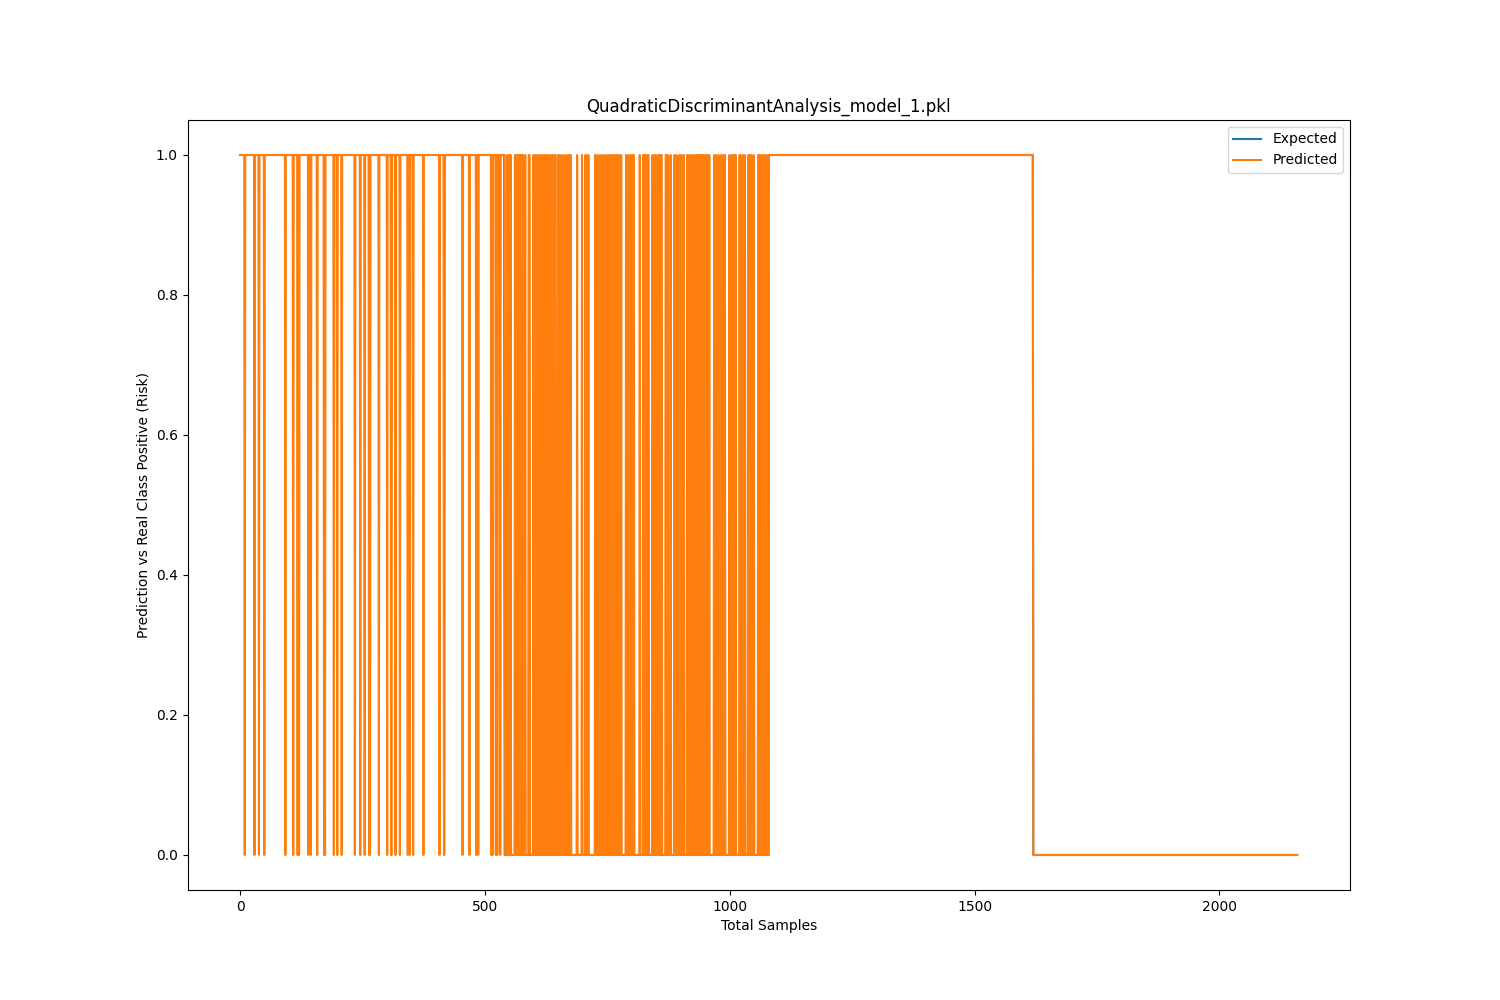 QuadraticDiscriminantAnalysis_model_1.pkl
Expected
Predicted
1.0
0.8
0.6
0.4
0.2
0.0
Prediction vs Real Class Positive (Risk)
0
500
1000
1500
2000
Total Samples